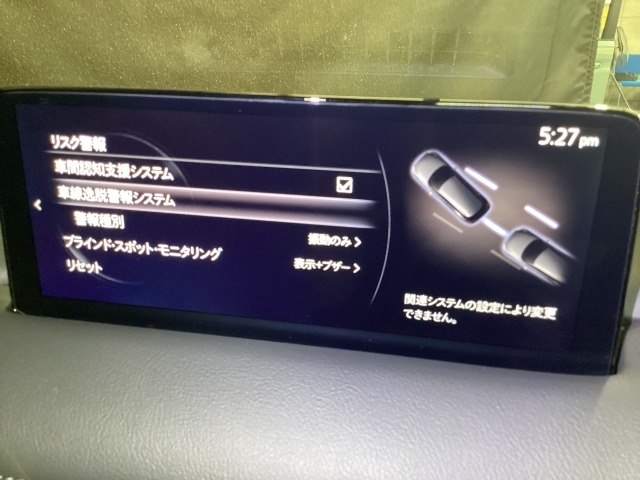 リスク警報
5:27pm
車間認知支援システム
車線逸脱警報システム
警報種別
振動のみ
ブラインド・スポット・モニタリング
表示+ブザー
リセット
関連システムの設定により変更
できません。